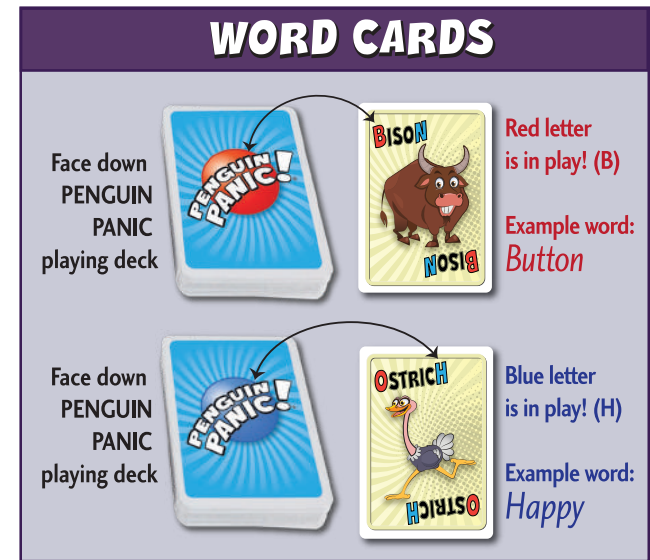 WORD CARDS
Face down
PENGUIN
PANIC
playing deck
PENGUIN
PANIC!
BISON
BISON
Red letter
is in play! (B)
Example word:
Button
Face down
PENGUIN
PANIC
playing deck
PENGUIN
PANIC!
OSTRICH
OSTRICH
Blue letter
is in play! (H)
Example word:
Happy